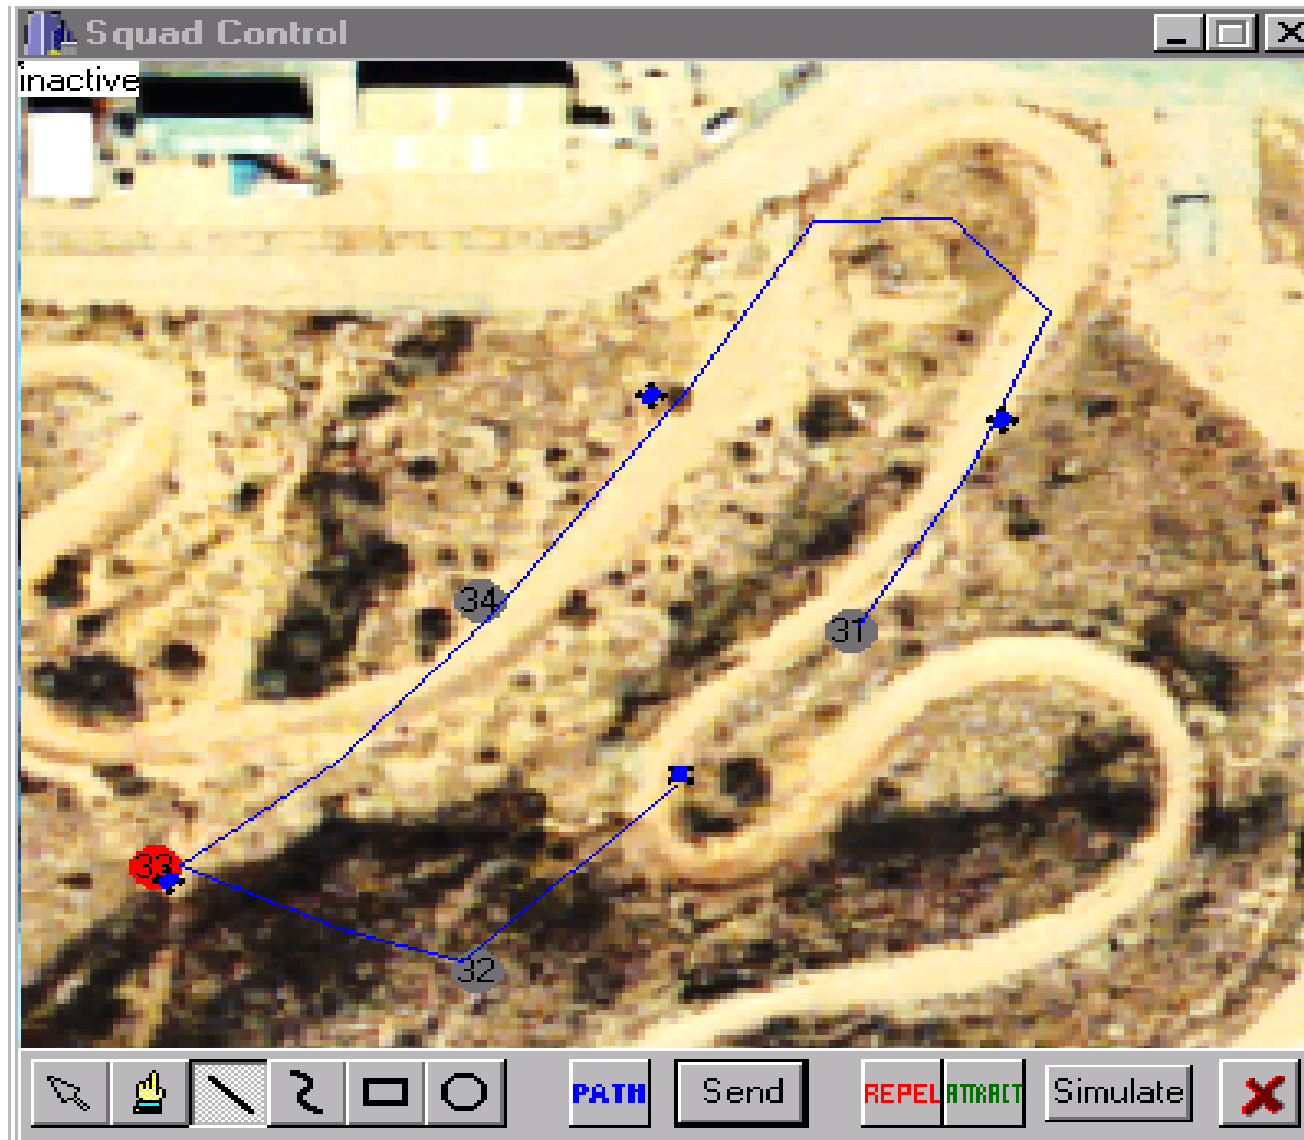 Squad Control
inactive
34
31
33
32
PATH
Send
REPEL
ATTRACT
Simulate